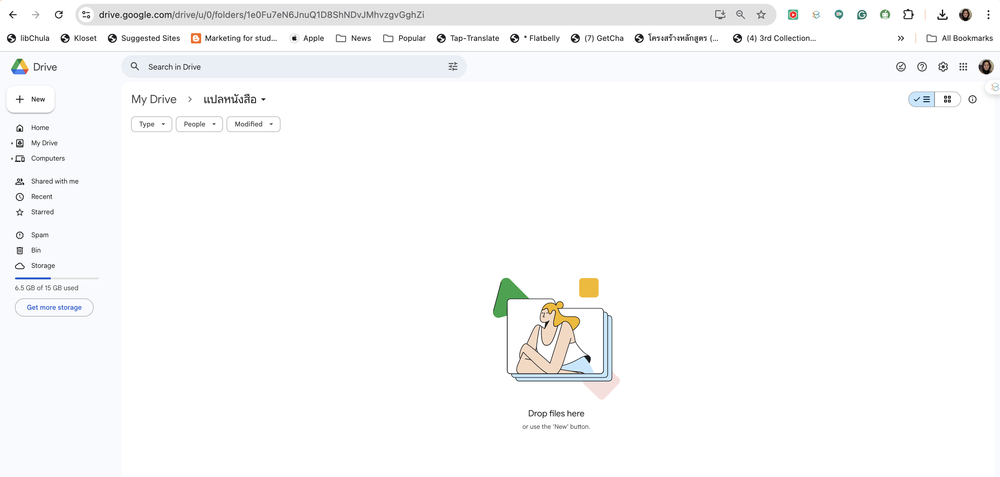 drive.google.com/drive/u/0/folders/1e0Fu7eN6JnuQ1D8ShNDvJMhvzgvGghZi
libChula Kloset Suggested Sites Marketing for stud... Apple News Popular Tap-Translate * Flatbelly (7) GetCha โครงสร้างหลักสูตร (... (4) 3rd Collection... All Bookmarks
Drive
Search in Drive
New
My Drive > แปลหนังสือ
Type People Modified
Home
My Drive
Computers
Shared with me
Recent
Starred
Spam
Bin
Storage
6.5 GB of 15 GB used
Get more storage
Drop files here
or use the ‘New’ button.